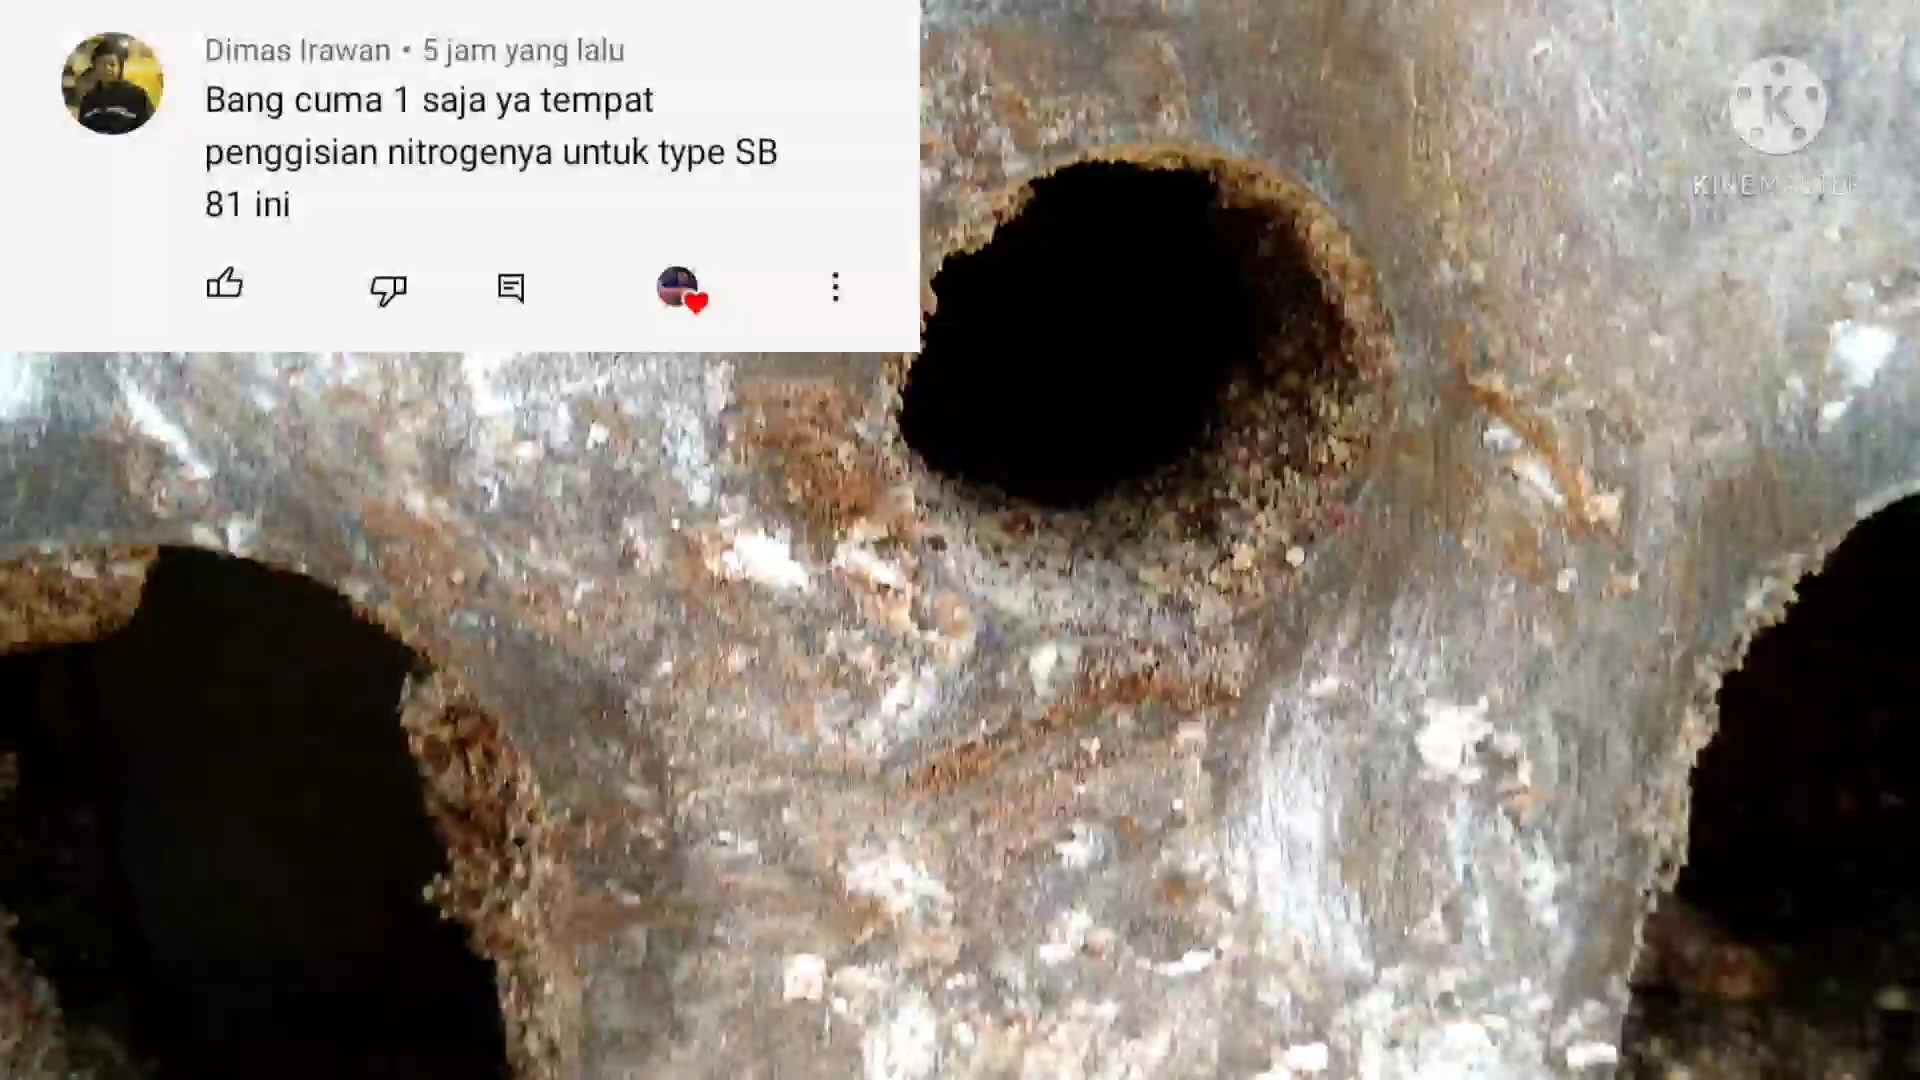 Dimas Irawan • 5 jam yang lalu
Bang cuma 1 saja ya tempat
penggisian nitrogenya untuk type SB
81 ini
K
KINEMASTER